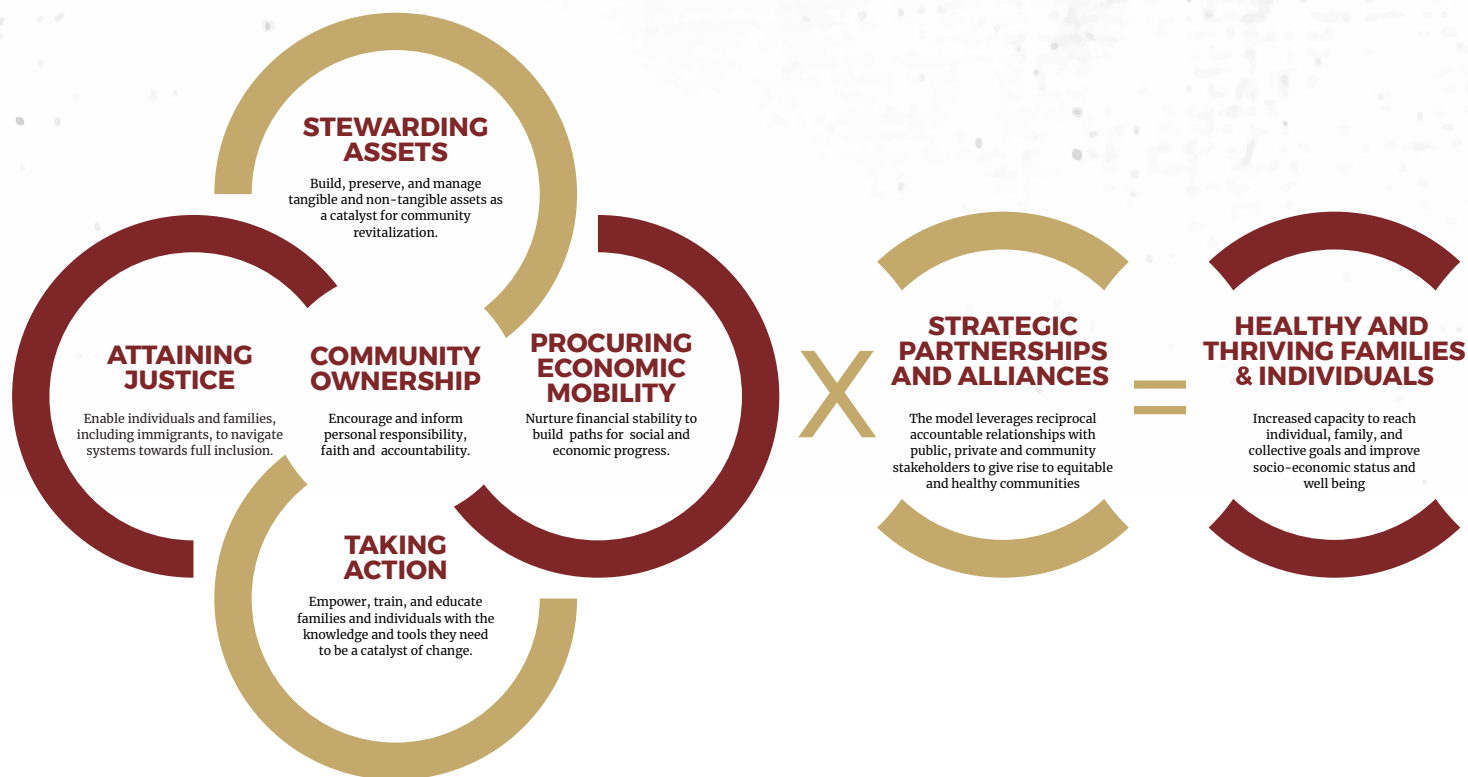 STEWARDING
ASSETS
Build, preserve, and manage
tangible and non-tangible assets as
a catalyst for community
revitalization.
ATTAINING
JUSTICE
Enable individuals and families,
including immigrants, to navigate
systems towards full inclusion.
COMMUNITY
OWNERSHIP
Encourage and inform
personal responsibility,
faith and accountability.
PROCURING
ECONOMIC
MOBILITY
Nurture financial stability to
build paths for social and
economic progress.
TAKING
ACTION
Empower, train, and educate
families and individuals with the
knowledge and tools they need
to be a catalyst of change.
X
STRATEGIC
PARTNERSHIPS
AND ALLIANCES
The model leverages reciprocal
accountable relationships with
public, private and community
stakeholders to give rise to equitable
and healthy communities
=
HEALTHY AND
THRIVING FAMILIES
& INDIVIDUALS
Increased capacity to reach
individual, family, and
collective goals and improve
socio-economic status and
well being